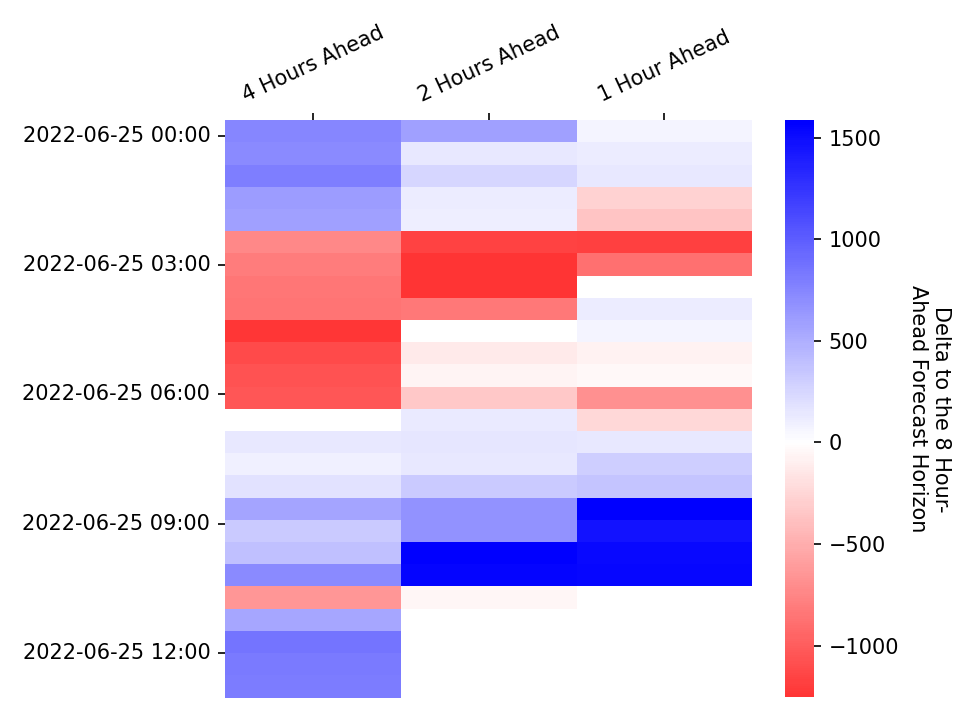 4 Hours Ahead
2 Hours Ahead
1 Hour Ahead
2022-06-25 00:00
2022-06-25 03:00
2022-06-25 06:00
2022-06-25 09:00
2022-06-25 12:00
1500
1000
500
0
−500
−1000
Delta to the 8 Hour-
Ahead Forecast Horizon